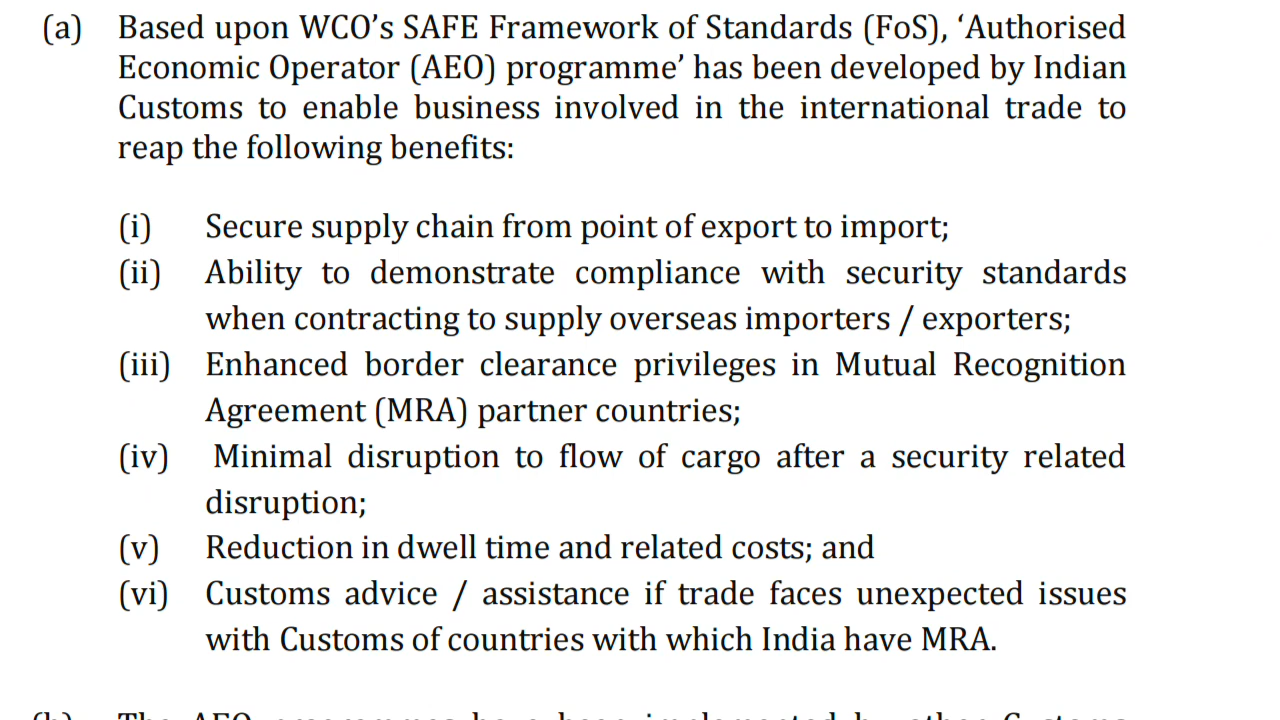 (a) Based upon WCO's SAFE Framework of Standards (FoS), ‘Authorised
Economic Operator (AEO) programme’ has been developed by Indian
Customs to enable business involved in the international trade to
reap the following benefits:
(i) Secure supply chain from point of export to import;
(ii) Ability to demonstrate compliance with security standards
when contracting to supply overseas importers / exporters;
(iii) Enhanced border clearance privileges in Mutual Recognition
Agreement (MRA) partner countries;
(iv) Minimal disruption to flow of cargo after a security related
disruption;
(v) Reduction in dwell time and related costs; and
(vi) Customs advice / assistance if trade faces unexpected issues
with Customs of countries with which India have MRA.